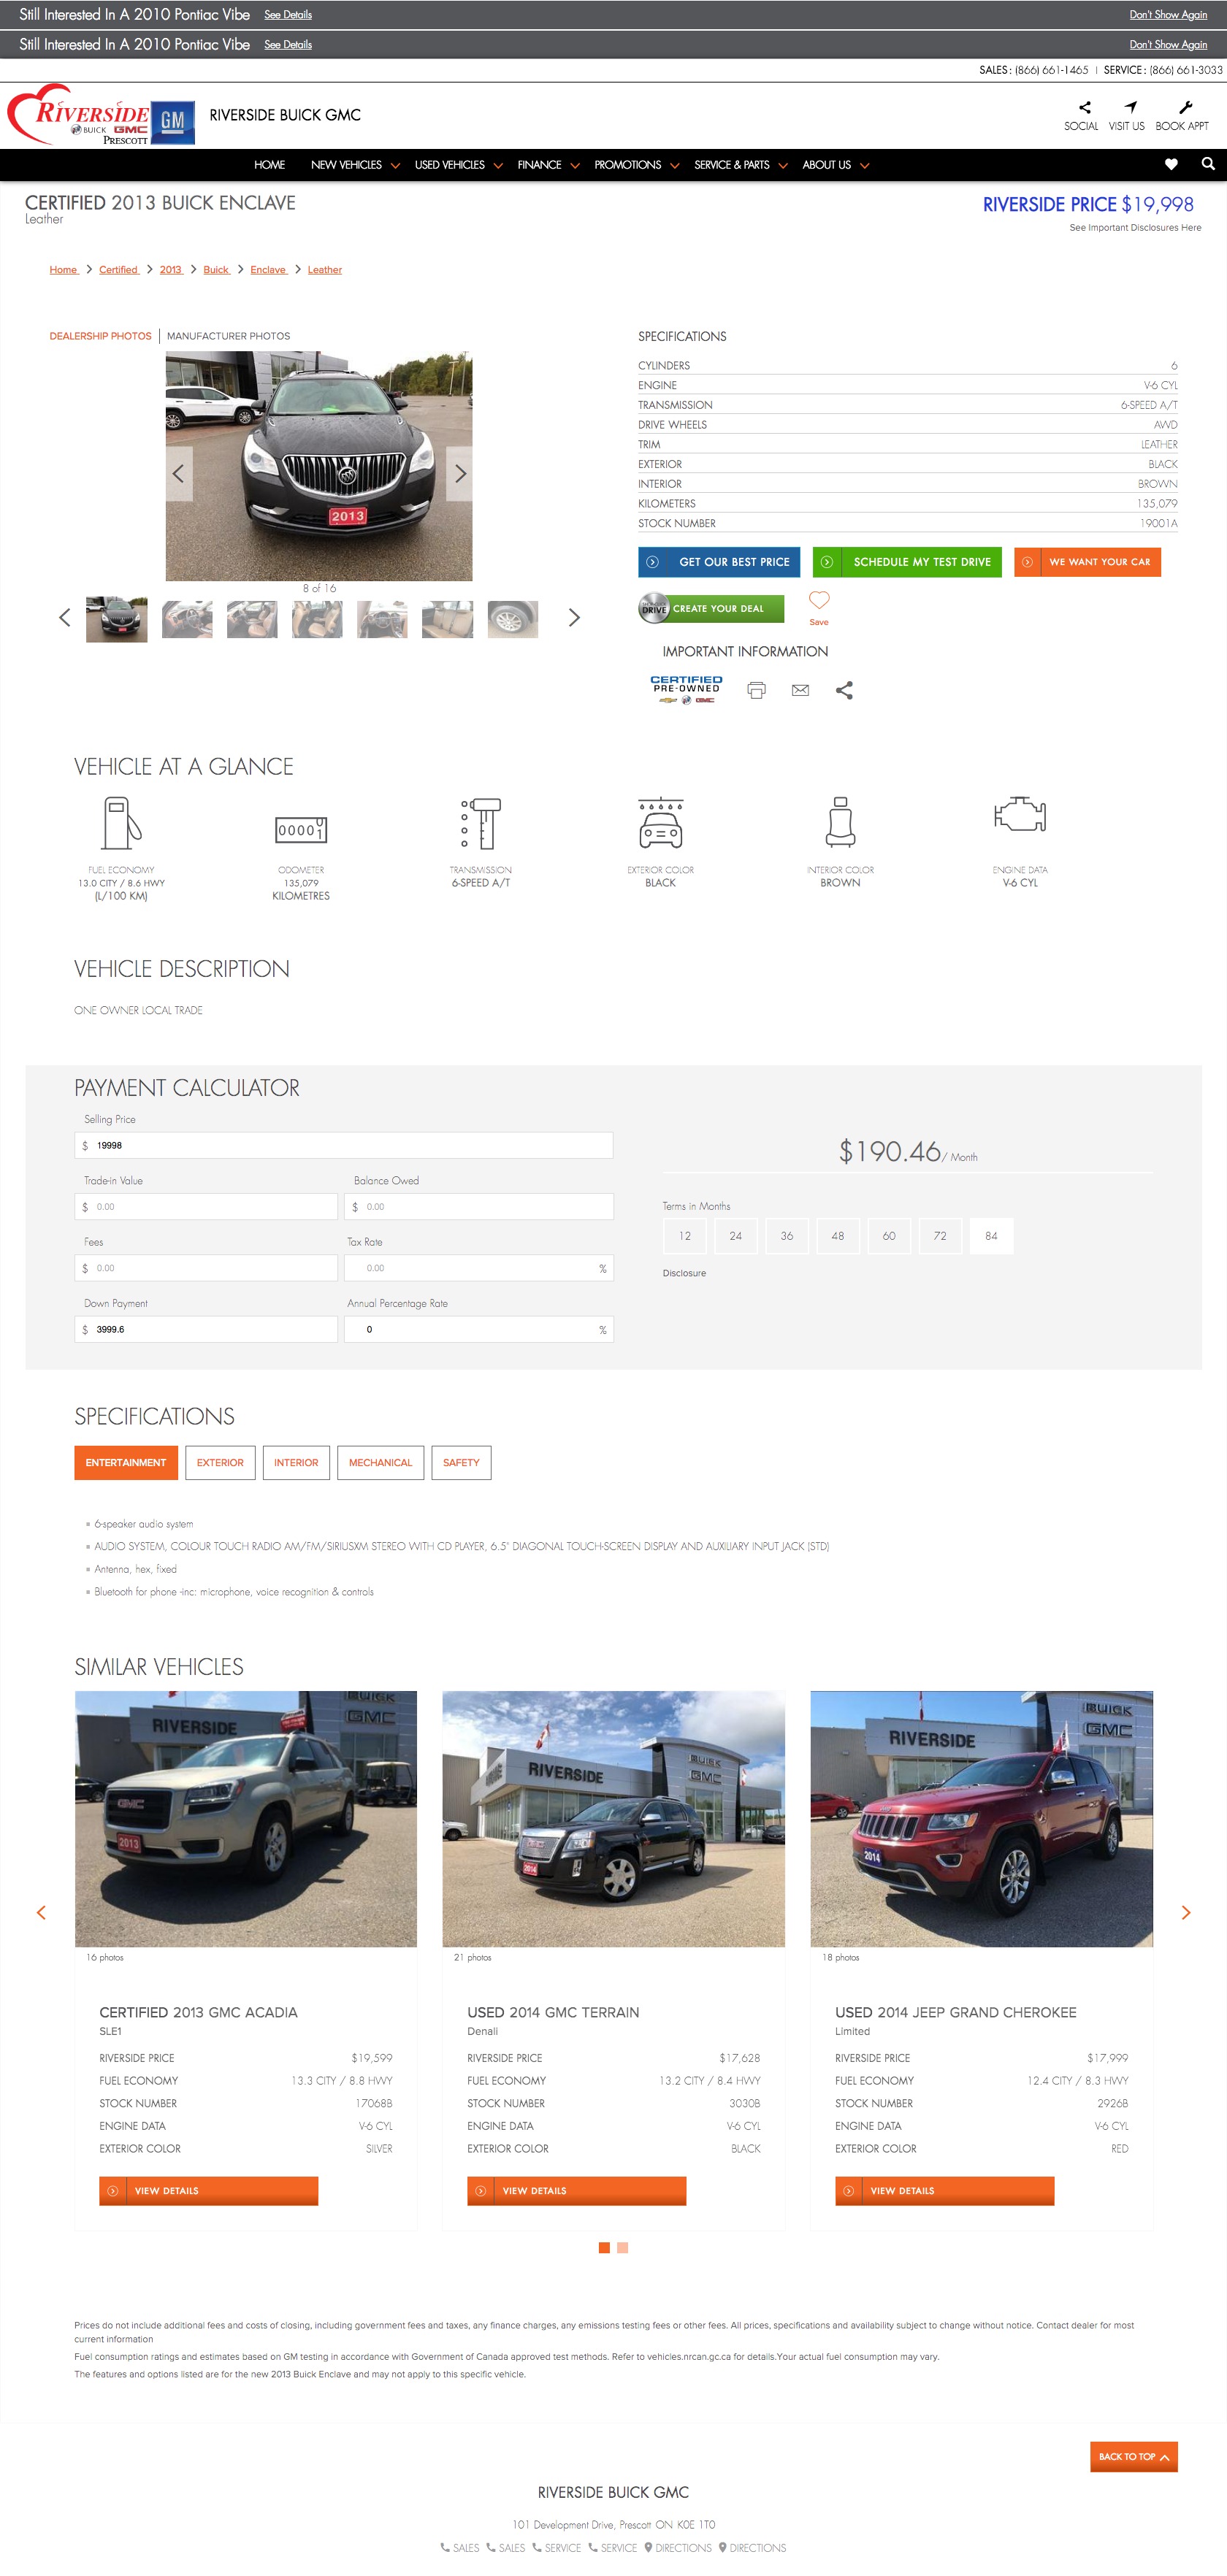 Still Interested In A 2010 Pontiac Vibe See Details Don't Show Again
Still Interested In A 2010 Pontiac Vibe See Details Don't Show Again
SALES: (866) 661-1465 | SERVICE: (866) 661-3033
RIVERSIDE
BUICK GMC
PRESCOTT
GM
RIVERSIDE BUICK GMC
SOCIAL VISIT US BOOK APPT
HOME NEW VEHICLES USED VEHICLES FINANCE PROMOTIONS SERVICE & PARTS ABOUT US
CERTIFIED 2013 BUICK ENCLAVE
Leather
RIVERSIDE PRICE $19,998
See Important Disclosures Here
Home > Certified > 2013 > Buick > Enclave > Leather
DEALERSHIP PHOTOS | MANUFACTURER PHOTOS
2013
8 of 16
SPECIFICATIONS
CYLINDERS 6
ENGINE V-6 CYL
TRANSMISSION 6-SPEED A/T
DRIVE WHEELS AWD
TRIM LEATHER
EXTERIOR BLACK
INTERIOR BROWN
KILOMETERS 135,079
STOCK NUMBER 19001A
GET OUR BEST PRICE SCHEDULE MY TEST DRIVE WE WANT YOUR CAR
DRIVE CREATE YOUR DEAL
Save
IMPORTANT INFORMATION
CERTIFIED
PRE-OWNED
GMC
VEHICLE AT A GLANCE
00001
FUEL ECONOMY
13.0 CITY / 8.6 HWY
(L/100 KM)
ODOMETER
135,079
KILOMETRES
TRANSMISSION
6-SPEED A/T
EXTERIOR COLOR
BLACK
INTERIOR COLOR
BROWN
ENGINE DATA
V-6 CYL
VEHICLE DESCRIPTION
ONE OWNER LOCAL TRADE
PAYMENT CALCULATOR
Selling Price
$ 19998
Trade-in Value Balance Owed
$ 0.00 $ 0.00
Fees Tax Rate
$ 0.00 0.00 %
Down Payment Annual Percentage Rate
$ 3999.6 0 %
$190.46/ Month
Terms in Months
12 24 36 48 60 72 84
Disclosure
SPECIFICATIONS
ENTERTAINMENT EXTERIOR INTERIOR MECHANICAL SAFETY
6-speaker audio system
AUDIO SYSTEM, COLOUR TOUCH RADIO AM/FM/SIRIUSXM STEREO WITH CD PLAYER, 6.5" DIAGONAL TOUCH-SCREEN DISPLAY AND AUXILIARY INPUT JACK (STD)
Antenna, hex, fixed
Bluetooth for phone -inc: microphone, voice recognition & controls
SIMILAR VEHICLES
RIVERSIDE BUICK GMC
GMC
2013
RIVERSIDE BUICK GMC
2014
RIVERSIDE BUICK GMC
2014
16 photos
21 photos
18 photos
CERTIFIED 2013 GMC ACADIA
SLE1
RIVERSIDE PRICE $19,599
FUEL ECONOMY 13.3 CITY / 8.8 HWY
STOCK NUMBER 17068B
ENGINE DATA V-6 CYL
EXTERIOR COLOR SILVER
VIEW DETAILS
USED 2014 GMC TERRAIN
Denali
RIVERSIDE PRICE $17,628
FUEL ECONOMY 13.2 CITY / 8.4 HWY
STOCK NUMBER 3030B
ENGINE DATA V-6 CYL
EXTERIOR COLOR BLACK
VIEW DETAILS
USED 2014 JEEP GRAND CHEROKEE
Limited
RIVERSIDE PRICE $17,999
FUEL ECONOMY 12.4 CITY / 8.3 HWY
STOCK NUMBER 2926B
ENGINE DATA V-6 CYL
EXTERIOR COLOR RED
VIEW DETAILS
Prices do not include additional fees and costs of closing, including government fees and taxes, any finance charges, any emissions testing fees or other fees. All prices, specifications and availability subject to change without notice. Contact dealer for most
current information
Fuel consumption ratings and estimates based on GM testing in accordance with Government of Canada approved test methods. Refer to vehicles.nrcan.gc.ca for details.Your actual fuel consumption may vary.
The features and options listed are for the new 2013 Buick Enclave and may not apply to this specific vehicle.
BACK TO TOP
RIVERSIDE BUICK GMC
101 Development Drive, Prescott ON K0E 1T0
SALES SALES SERVICE SERVICE DIRECTIONS DIRECTIONS